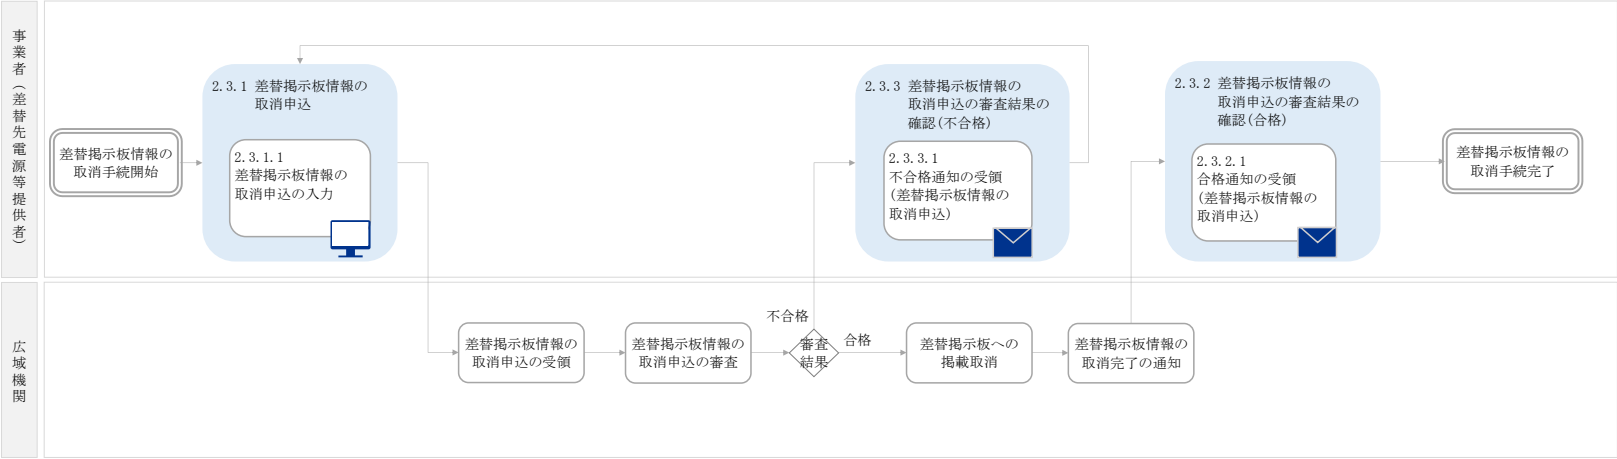 事業者（差替先電源等提供者）
差替掲示板情報の
取消手続開始
2.3.1 差替掲示板情報の
取消申込
2.3.1.1
差替掲示板情報の
取消申込の入力
2.3.3 差替掲示板情報の
取消申込の審査結果の
確認(不合格)
2.3.3.1
不合格通知の受領
(差替掲示板情報の
取消申込)
2.3.2 差替掲示板情報の
取消申込の審査結果の
確認(合格)
2.3.2.1
合格通知の受領
(差替掲示板情報の
取消申込)
差替掲示板情報の
取消手続完了
広域機関
差替掲示板情報の
取消申込の受領
差替掲示板情報の
取消申込の審査
不合格
審査
結果
合格
差替掲示板への
掲載取消
差替掲示板情報の
取消完了の通知